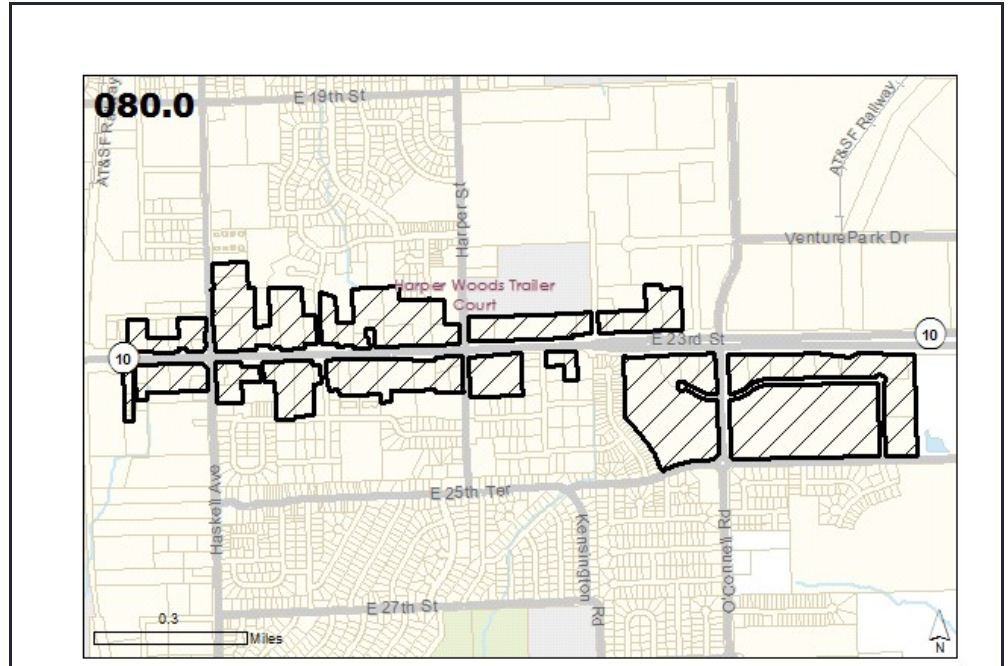 080.0
E 19th St
AT&SF Railway
AT&SF Railway
Harper St
VenturePark Dr
Harper Woods Trailer
Court
10
E 23rd St
10
Haskell Ave
E 25th Ter
Kensington Rd
O'Connell Rd
E 27th St
0.3
Miles
N